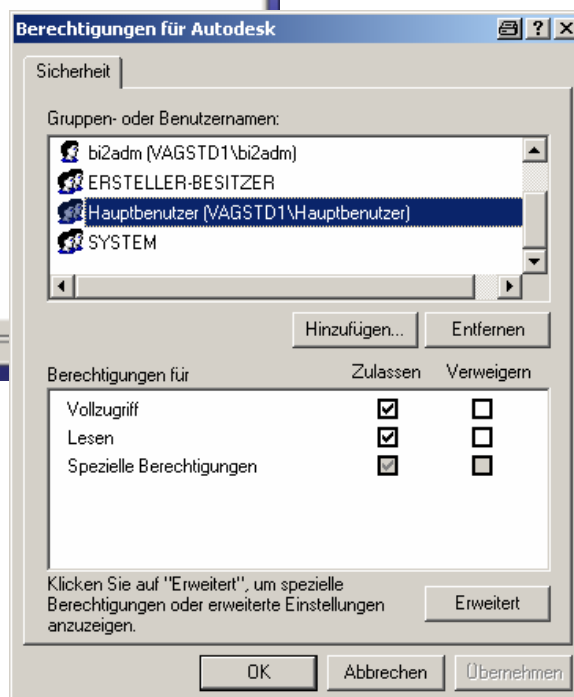 Berechtigungen für Autodesk
Sicherheit
Gruppen- oder Benutzernamen:
bi2adm (VAGSTD1\bi2adm)
ERSTELLER-BESITZER
Hauptbenutzer (VAGSTD1\Hauptbenutzer)
SYSTEM
Hinzufügen... Entfernen
Berechtigungen für Zulassen Verweigern
Vollzugriff
Lesen
Spezielle Berechtigungen
Klicken Sie auf "Erweitert", um spezielle
Berechtigungen oder erweiterte Einstellungen
anzuzeigen.
Erweitert
OK Abbrechen Übernehmen